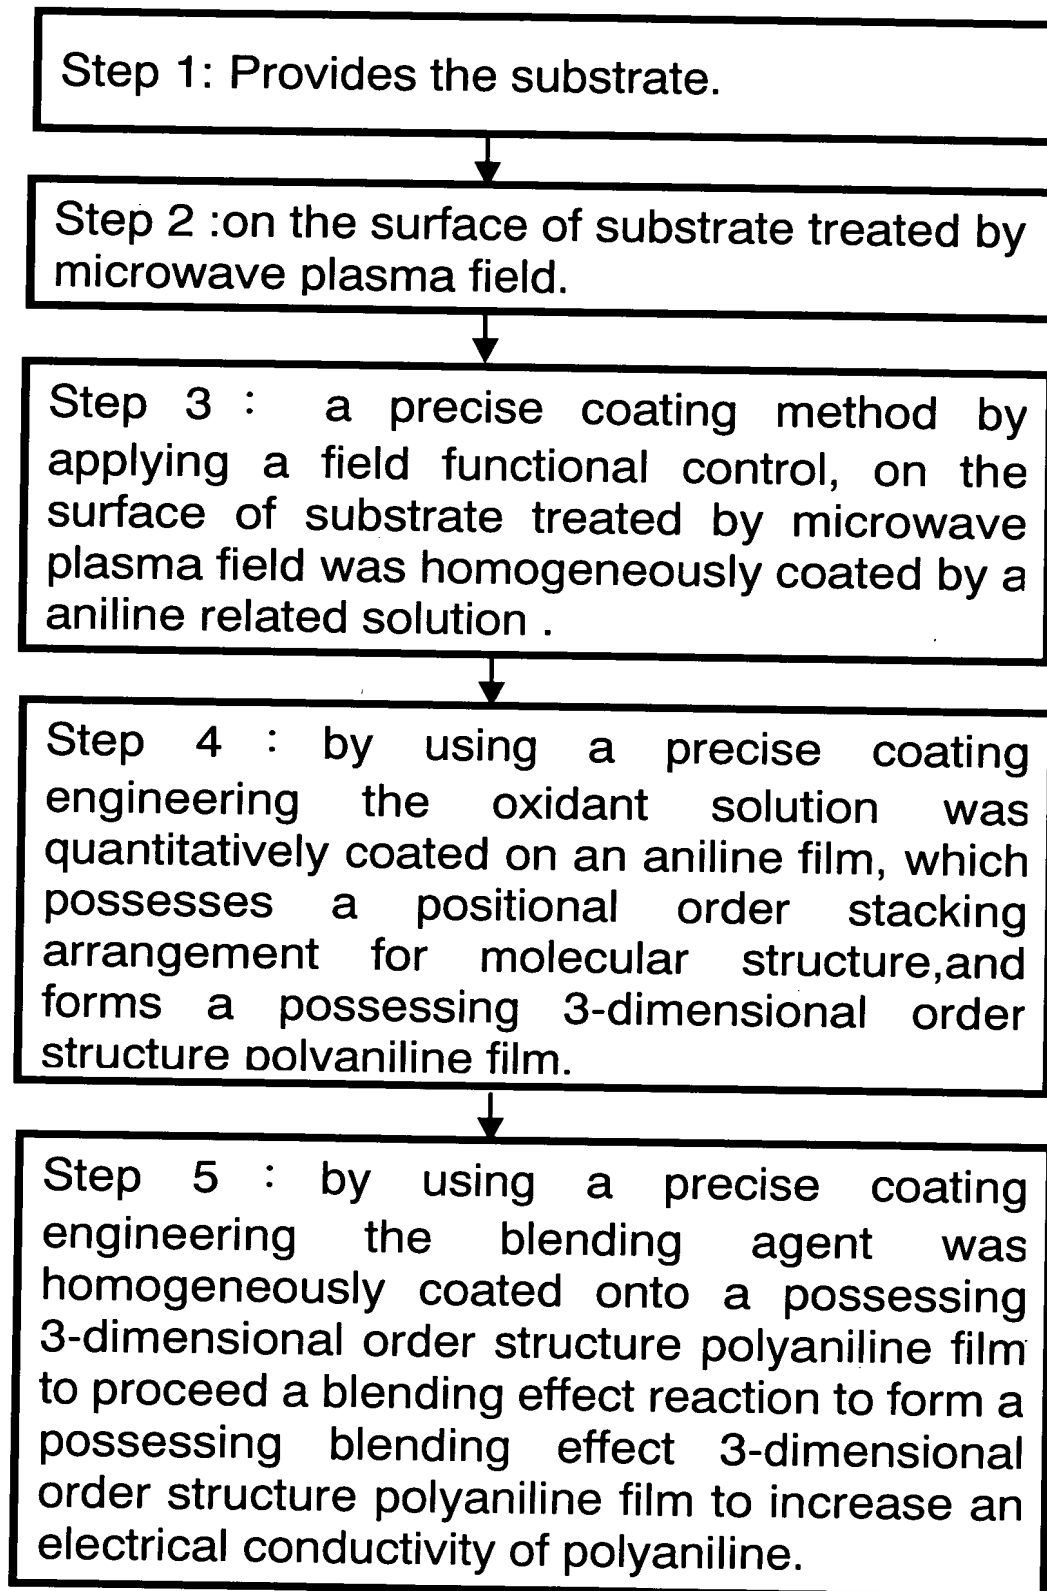 Step 1: Provides the substrate.
Step 2 :on the surface of substrate treated by
microwave plasma field.
Step 3 : a precise coating method by
applying a field functional control, on the
surface of substrate treated by microwave
plasma field was homogeneously coated by a
aniline related solution .
Step 4 : by using a precise coating
engineering the oxidant solution was
quantitatively coated on an aniline film, which
possesses a positional order stacking
arrangement for molecular structure,and
forms a possessing 3-dimensional order
structure polyaniline film.
Step 5 : by using a precise coating
engineering the blending agent was
homogeneously coated onto a possessing
3-dimensional order structure polyaniline film
to proceed a blending effect reaction to form a
possessing blending effect 3-dimensional
order structure polyaniline film to increase an
electrical conductivity of polyaniline.